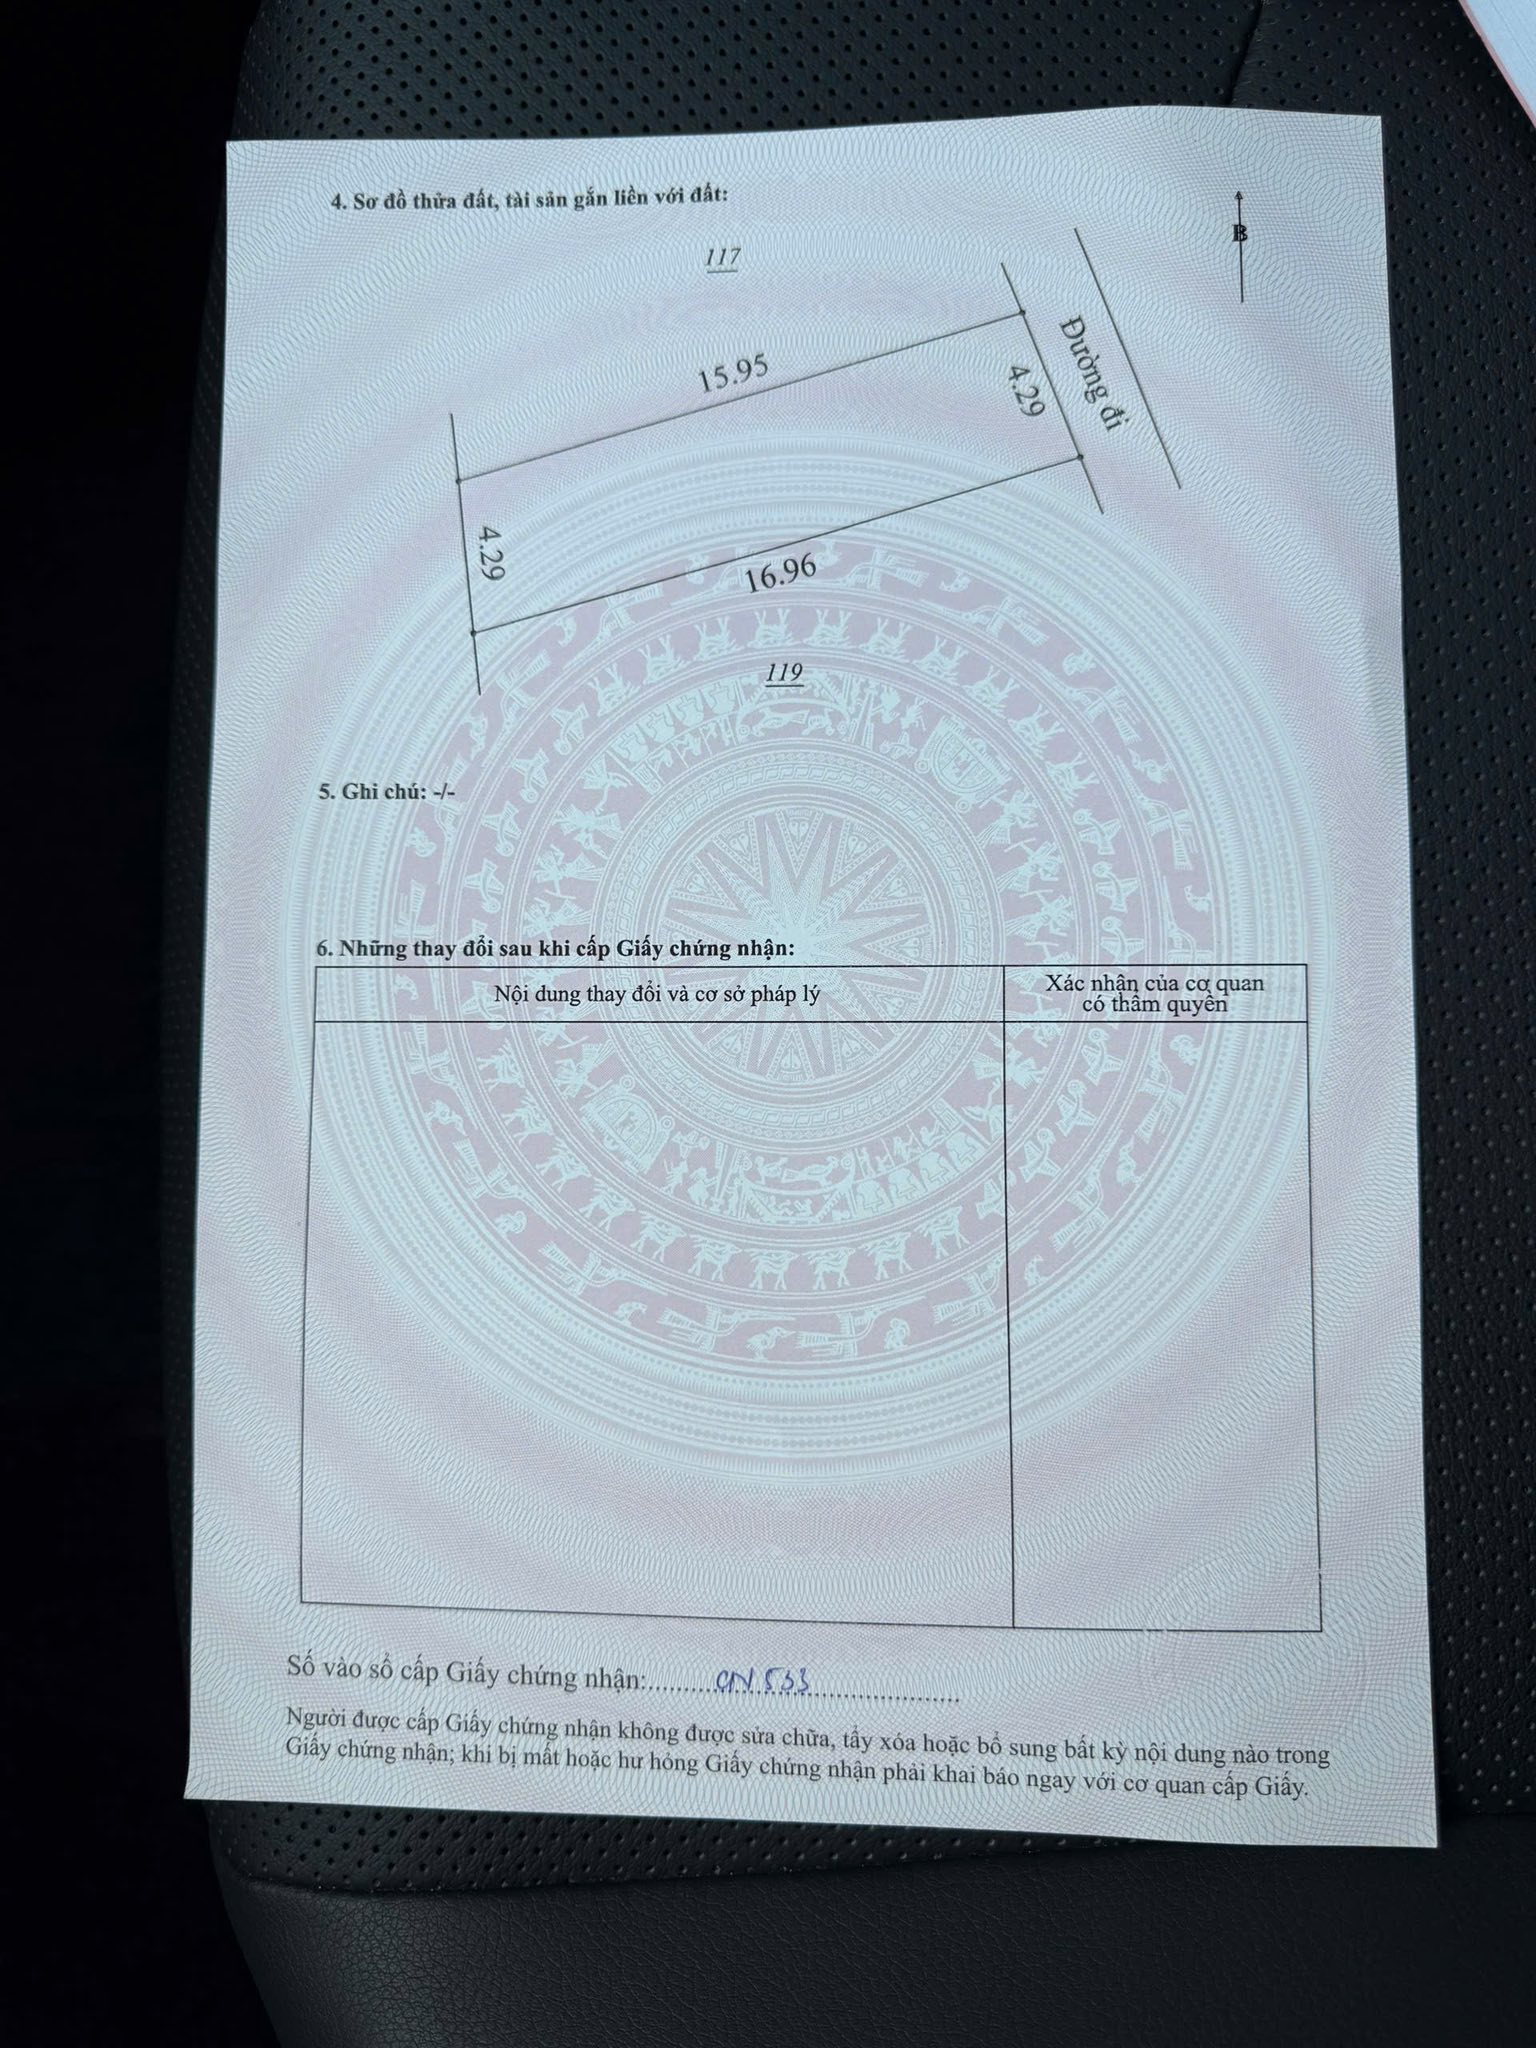 4. Sơ đồ thửa đất, tài sản gắn liền với đất:
B
117
15.95
4.29
Đường đi
4.29
16.96
119
5. Ghi chú: -/-
6. Những thay đổi sau khi cấp Giấy chứng nhận:
Nội dung thay đổi và cơ sở pháp lý
Xác nhận của cơ quan
có thẩm quyền
Số vào sổ cấp Giấy chứng nhận:.........CN 533.....................
Người được cấp Giấy chứng nhận không được sửa chữa, tẩy xóa hoặc bổ sung bất kỳ nội dung nào trong
Giấy chứng nhận; khi bị mất hoặc hư hỏng Giấy chứng nhận phải khai báo ngay với cơ quan cấp Giấy.